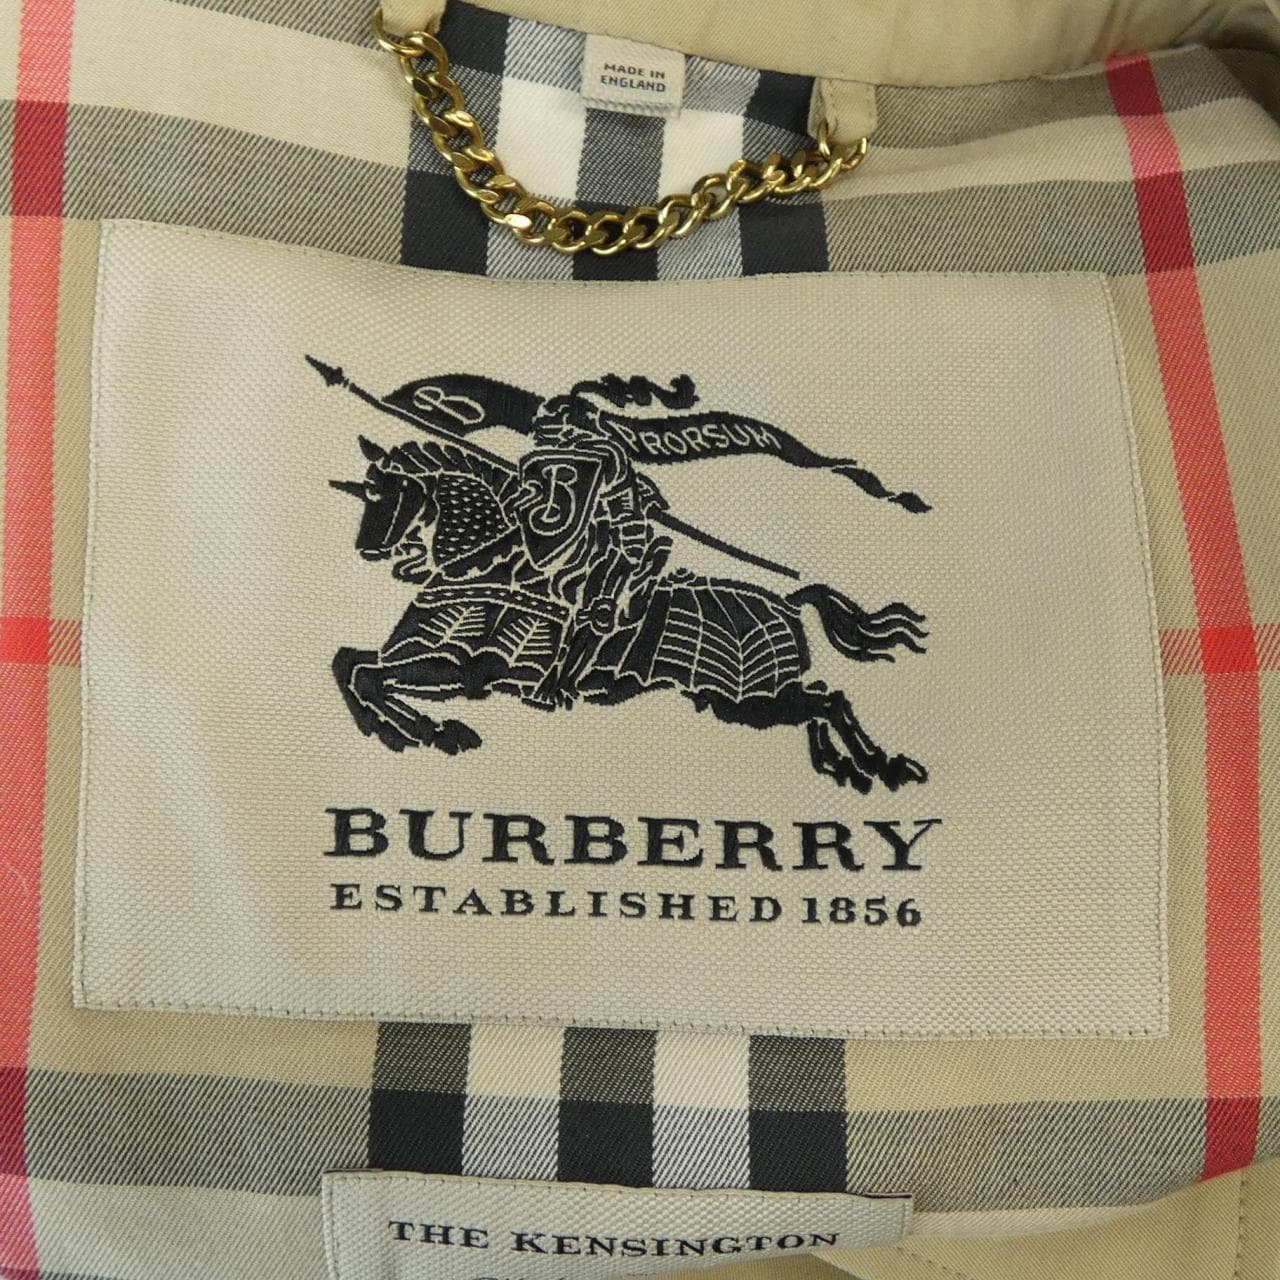 MADE IN
ENGLAND
B
PRORSUM
B
BURBERRY
ESTABLISHED 1856
THE KENSINGTON